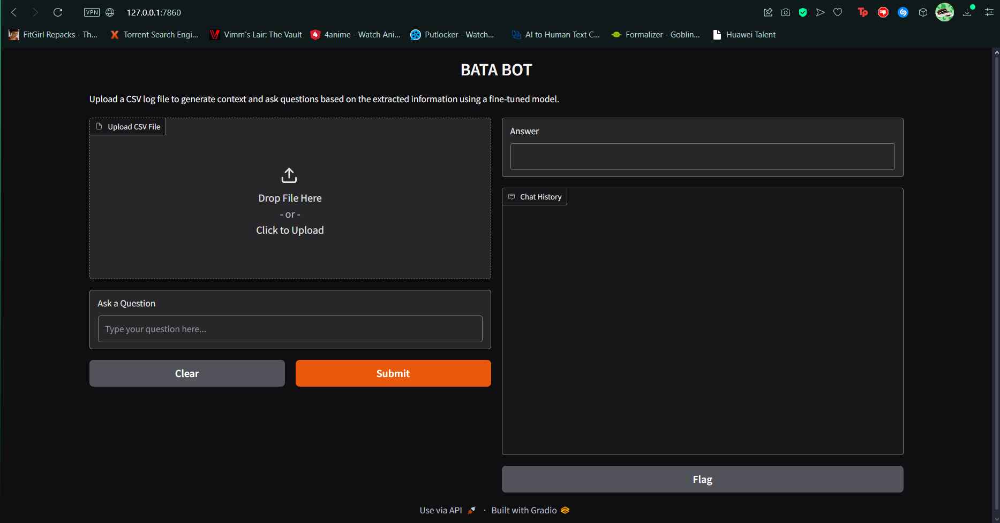 VPN 127.0.0.1:7860
FitGirl Repacks - Th... Torrent Search Engi... Vimm's Lair: The Vault 4anime - Watch Ani... Putlocker - Watch... AI to Human Text C... Formalizer - Goblin... Huawei Talent
BATA BOT
Upload a CSV log file to generate context and ask questions based on the extracted information using a fine-tuned model.
Upload CSV File
Drop File Here
- or -
Click to Upload
Ask a Question
Type your question here...
Clear
Submit
Answer
Chat History
Flag
Use via API · Built with Gradio